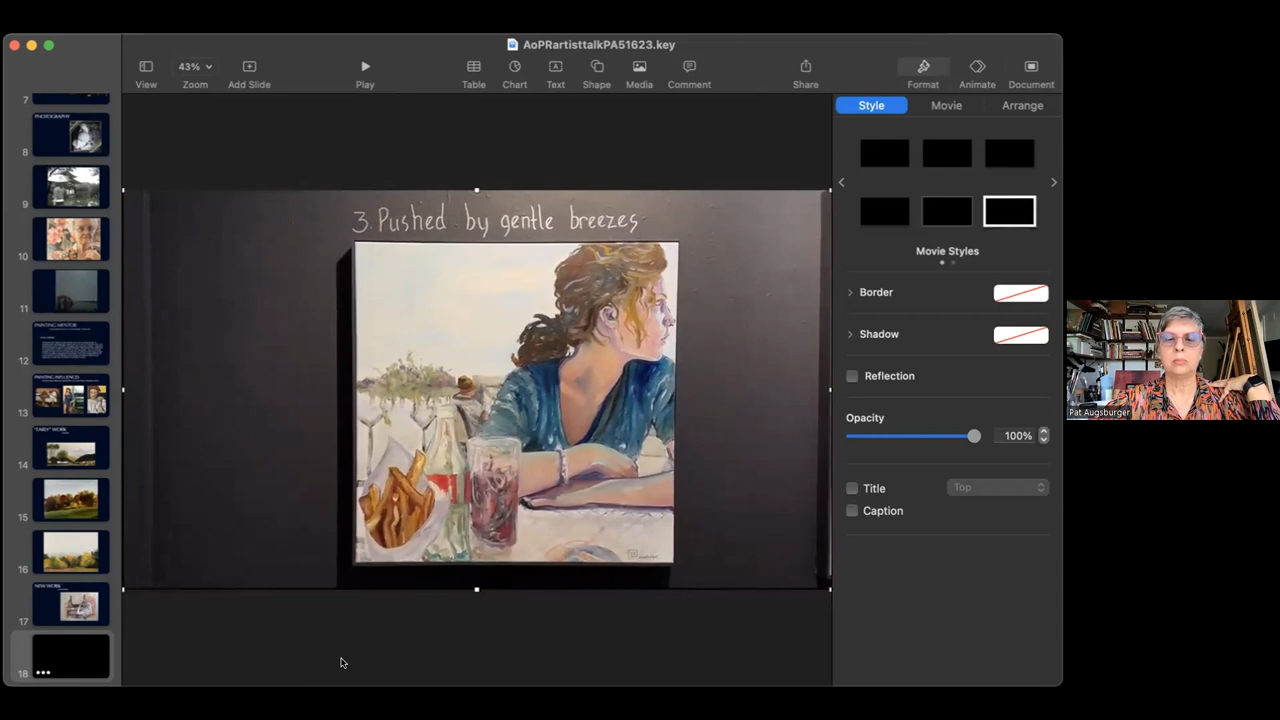 AoPRartisttalkPA51623.key
View
43%
Zoom
Add Slide
Play
Table
Chart
Text
Shape
Media
Comment
Share
Format
Animate
Document
7
8
PHOTOGRAPHY
9
10
11
12
PAINTING MENTOR
13
PAINTING INFLUENCES
14
"EARLY" WORK
15
16
17
NEW WORK
18
3. Pushed by gentle breezes
Style
Movie
Arrange
Movie Styles
Border
Shadow
Reflection
Opacity
100%
Title
Top
Caption
Pat Augsburger